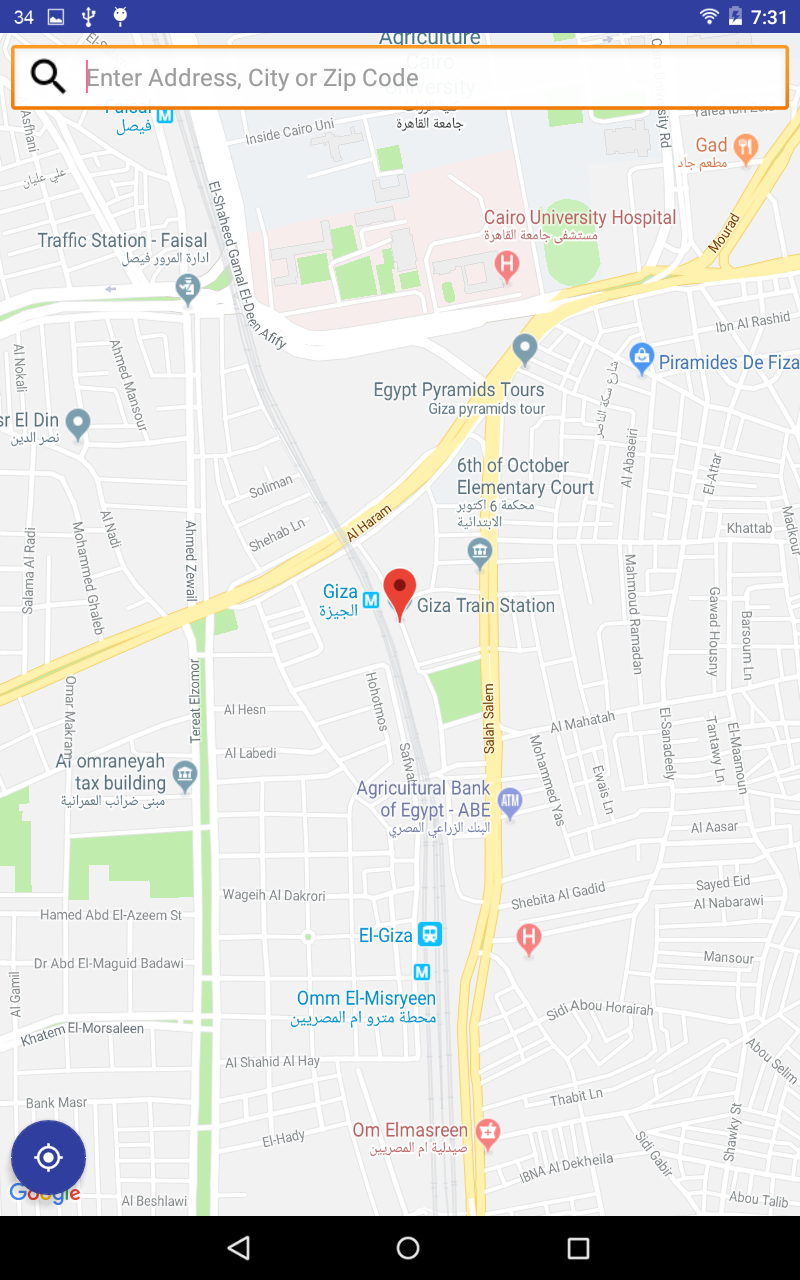 34
7:31
Agriculture
Enter Address, City or Zip Code
Cairo
University
جامعة القاهرة
Faisal
فيصل
Inside Cairo Uni
Yafea Ibn Zaid
Gad
مطعم جاد
علي عليان
El-Shaheed Gamal El-Deen Afify
Cairo University Hospital
مستشفى جامعة القاهرة
Mourad
Traffic Station - Faisal
ادارة المرور فيصل
Ibn Al Rashid
Al Nokali
Ahmed Mansour
Egypt Pyramids Tours
Giza pyramids tour
Piramides De Fiza
شارع سكة الناصر
sr El Din
نصر الدين
Al Abaseiri
El-Attar
6th of October
Elementary Court
محكمة 6 اكتوبر
الابتدائية
Soliman
Shehab Ln
Al Haram
Khattab
Madkour
Salama Al Radi
Al Nadi
Mohammed Ghaleb
Ahmed Zewail
Giza
الجيزة
Giza Train Station
Mahmoud Ramadan
Gawad Housny
Barsoum Ln
Omar Makram
Tereat Elzomor
Al Hesn
Hohotmos
Salah Salem
Al Mahatah
El-Sanadeely
Tantawy Ln
El-Maamoun
Al Labedi
Safwat
Mohammed Yas
Ewais Ln
Al omraneyah
tax building
مبنى ضرائب العمرانية
Agricultural Bank
of Egypt - ABE
البنك الزراعي المصري
ATM
Al Aasar
Wageih Al Dakrori
Shebita Al Gadid
Sayed Eid
Al Nabarawi
Hamed Abd El-Azeem St
El-Giza
Dr Abd El-Maguid Badawi
Mansour
Al Gamil
Omm El-Misryeen
محطة مترو ام المصريين
Sidi Abou Horairah
Khatem El-Morsaleen
Al Shahid Al Hay
Abou Selim
Bank Masr
Thabit Ln
Om Elmasreen
صيدلية ام المصريين
El-Hady
Shawky St
Sidi Gabir
IBNA Al Dekheila
Google
Al Beshlawi
Abou Talib